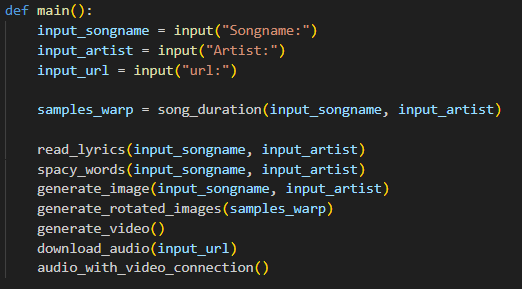 def main():
    input_songname = input("Songname:")
    input_artist = input("Artist:")
    input_url = input("url:")
    samples_warp = song_duration(input_songname, input_artist)
    read_lyrics(input_songname, input_artist)
    spacy_words(input_songname, input_artist)
    generate_image(input_songname, input_artist)
    generate_rotated_images(samples_warp)
    generate_video()
    download_audio(input_url)
    audio_with_video_connection()